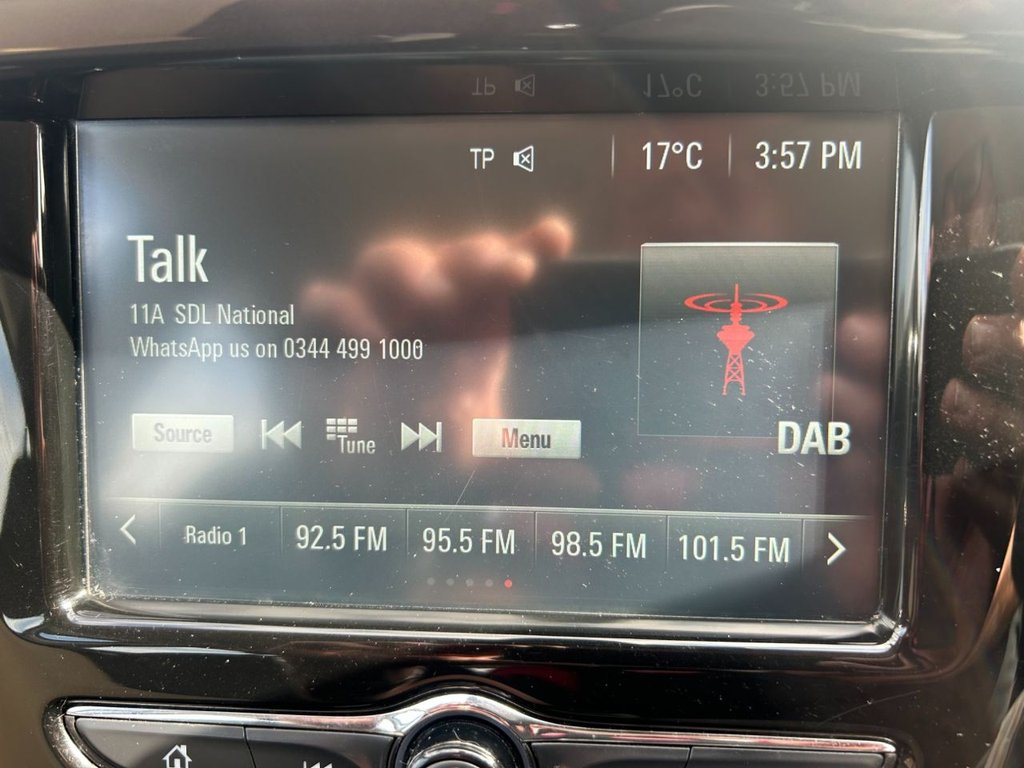 TP 17°C 3:57 PM
Talk
11A SDL National
WhatsApp us on 0344 499 1000
Source Tune Menu
DAB
Radio 1 92.5 FM 95.5 FM 98.5 FM 101.5 FM